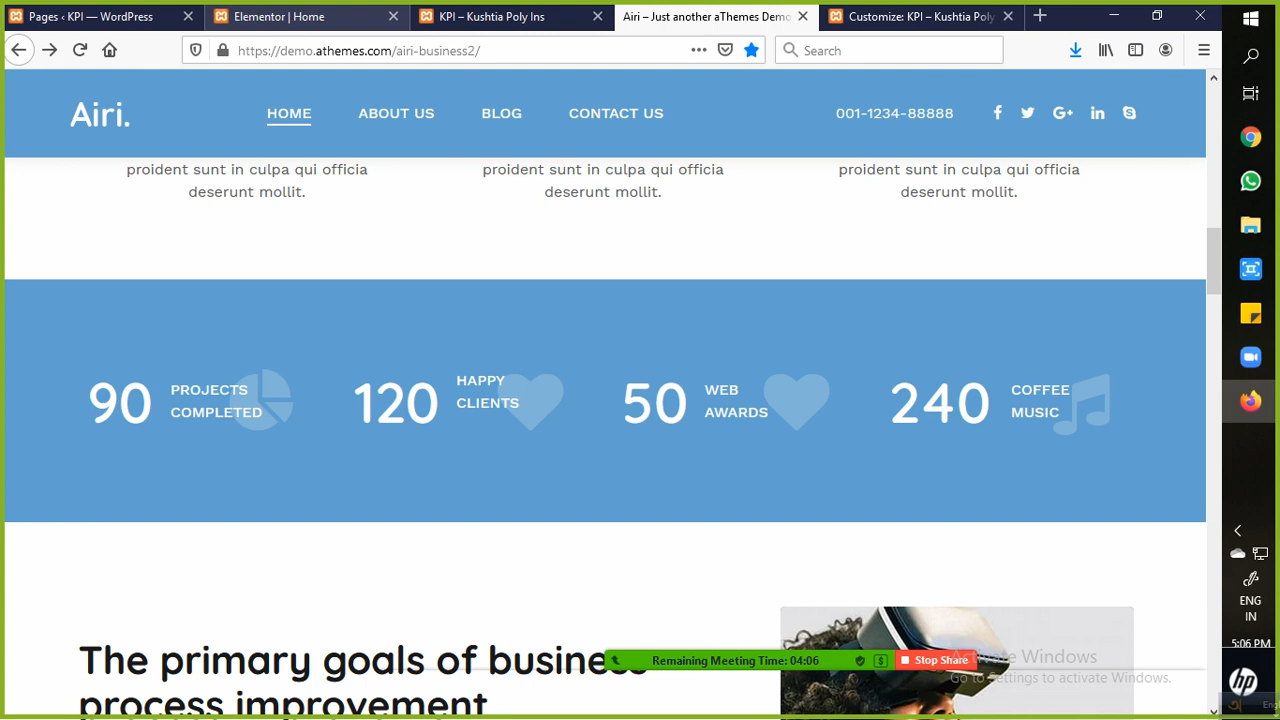 Pages ‹ KPI — WordPress
Elementor | Home
KPI – Kushtia Poly Ins
Airi – Just another aThemes Demo
Customize: KPI – Kushtia Poly
https://demo.athemes.com/airi-business2/
Search
Airi.
HOME
ABOUT US
BLOG
CONTACT US
001-1234-88888
proident sunt in culpa qui officia
deserunt mollit.
proident sunt in culpa qui officia
deserunt mollit.
proident sunt in culpa qui officia
deserunt mollit.
90
PROJECTS
COMPLETED
120
HAPPY
CLIENTS
50
WEB
AWARDS
240
COFFEE
MUSIC
The primary goals of business
process improvement
Remaining Meeting Time: 04:06
Stop Share
Activate Windows
Go to Settings to activate Windows.
ENG
IN
5:06 PM
hp